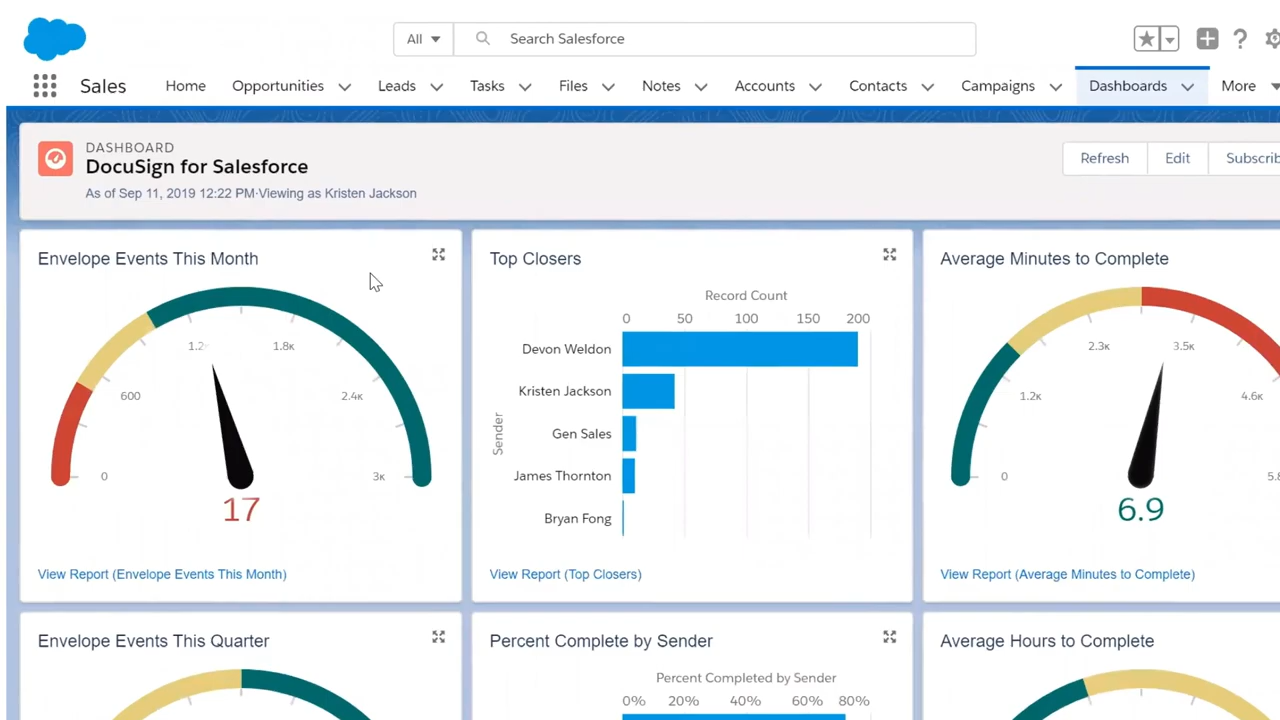 All
Search Salesforce
Sales
Home
Opportunities
Leads
Tasks
Files
Notes
Accounts
Contacts
Campaigns
Dashboards
More
DASHBOARD
DocuSign for Salesforce
As of Sep 11, 2019 12:22 PM·Viewing as Kristen Jackson
Refresh
Edit
Subscrib
Envelope Events This Month
0
600
1.2
1.8K
2.4K
3K
17
View Report (Envelope Events This Month)
Top Closers
Record Count
0 50 100 150 200
Sender
Devon Weldon
Kristen Jackson
Gen Sales
James Thornton
Bryan Fong
View Report (Top Closers)
Average Minutes to Complete
0
1.2K
2.3K
3.5K
4.6K
5.8
6.9
View Report (Average Minutes to Complete)
Envelope Events This Quarter
Percent Complete by Sender
Percent Completed by Sender
0% 20% 40% 60% 80%
Average Hours to Complete